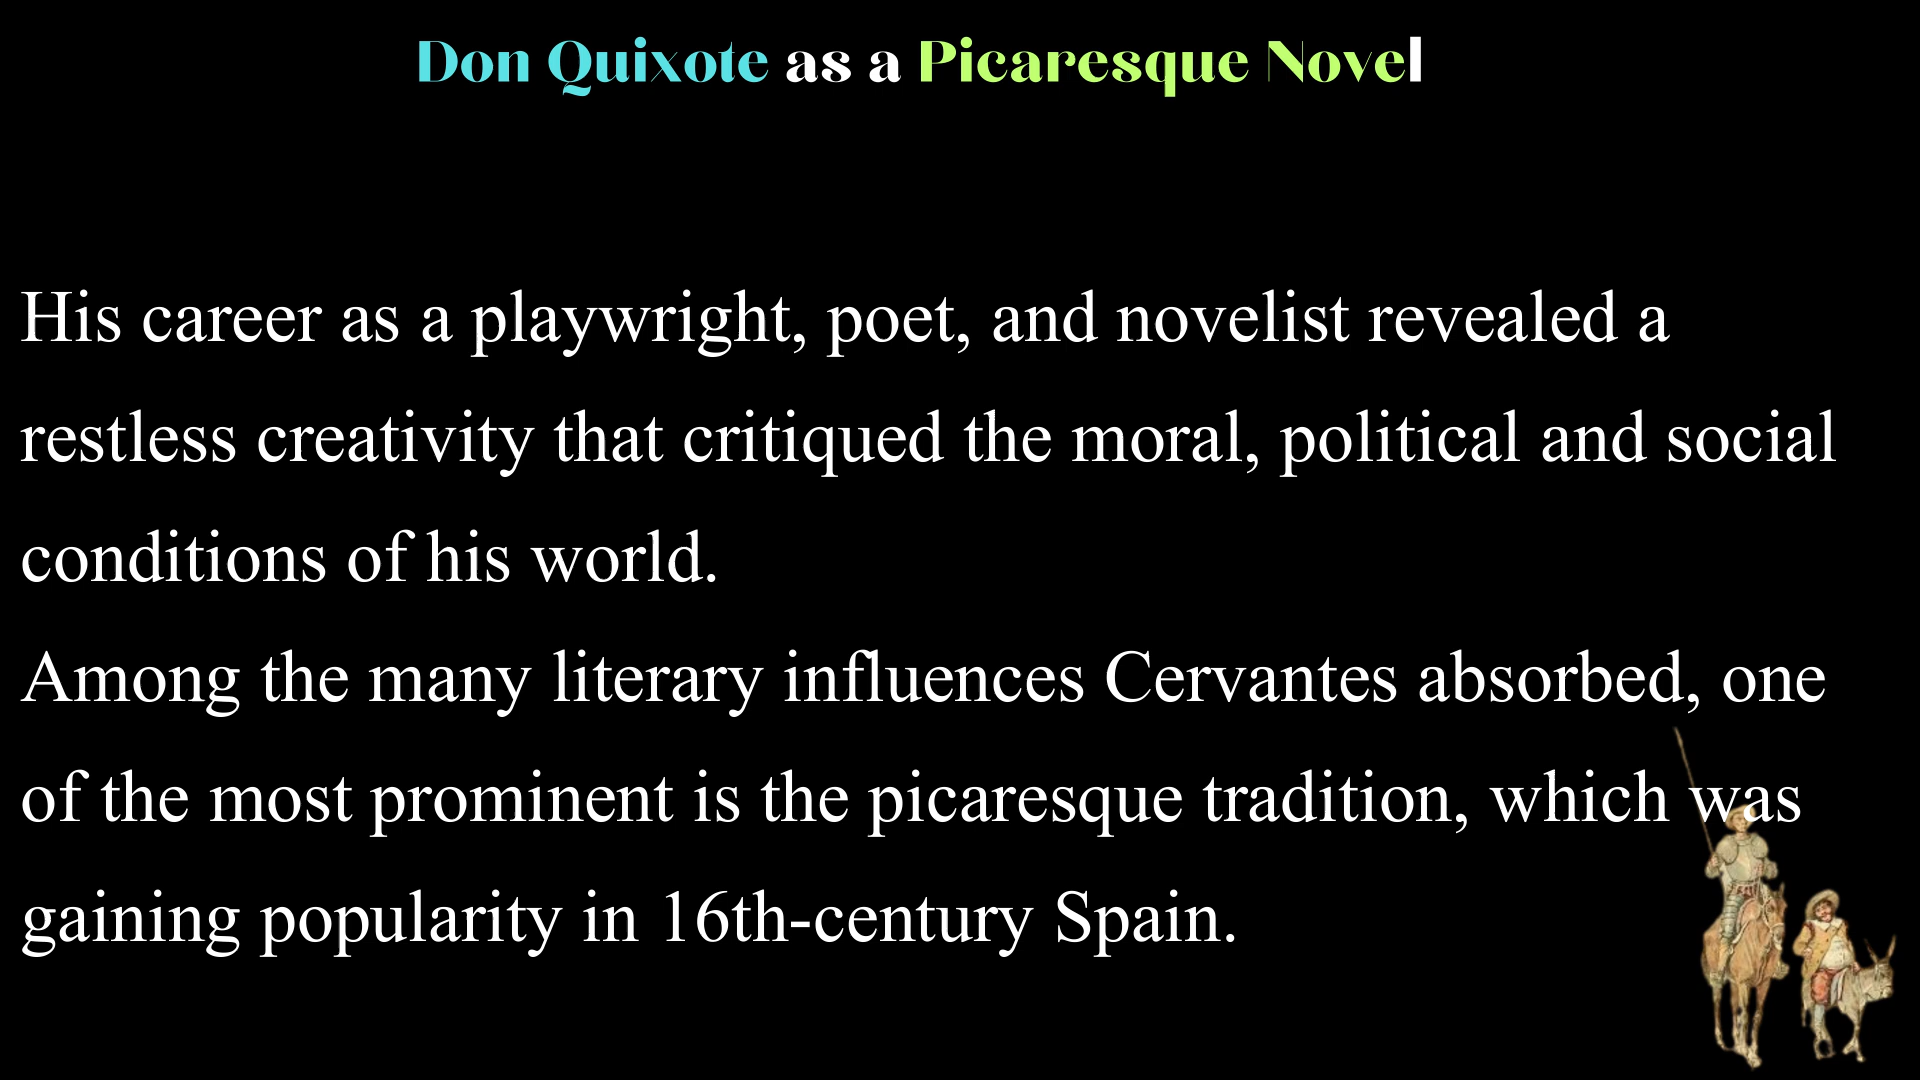 Don Quixote as a Picaresque Novel
His career as a playwright, poet, and novelist revealed a
restless creativity that critiqued the moral, political and social
conditions of his world.
Among the many literary influences Cervantes absorbed, one
of the most prominent is the picaresque tradition, which was
gaining popularity in 16th-century Spain.